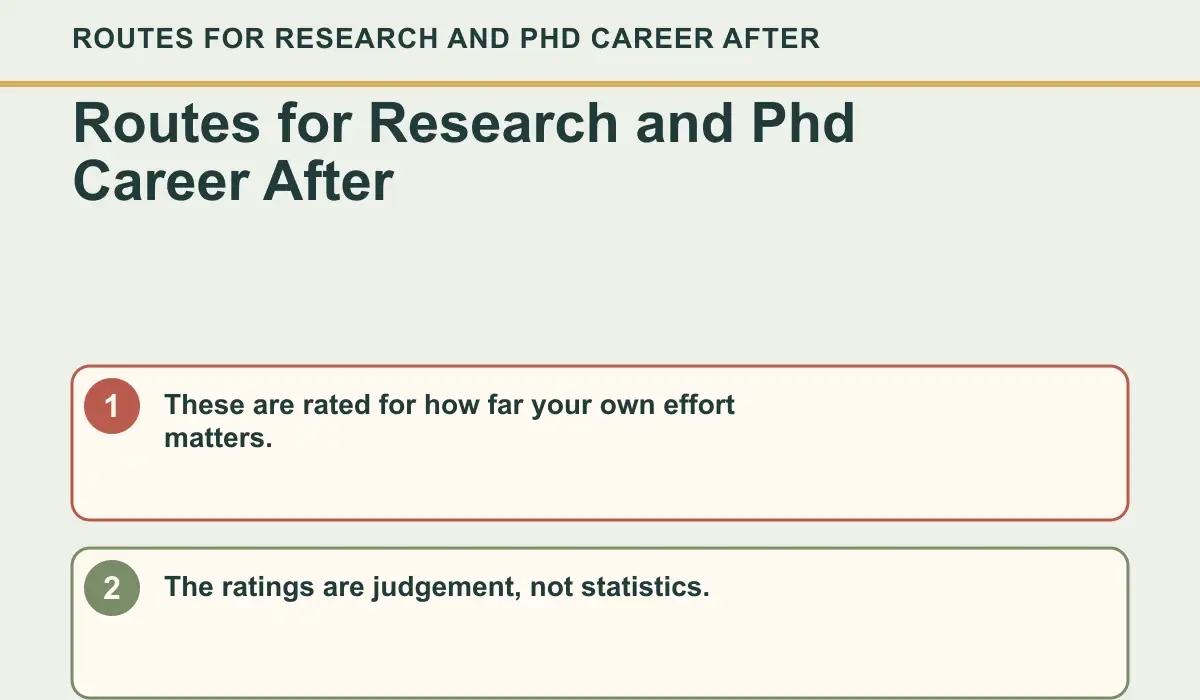 ROUTES FOR RESEARCH AND PHD CAREER AFTER
Routes for Research and Phd
Career After
1
These are rated for how far your own effort
matters.
2
The ratings are judgement, not statistics.